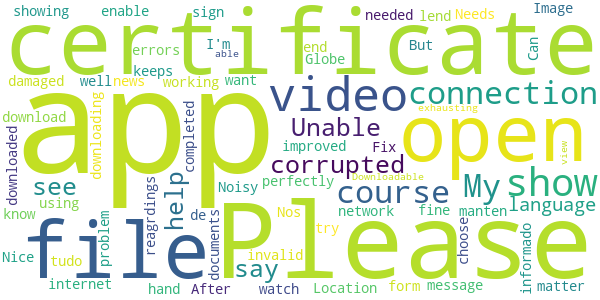 showing enable sign needed lend Needs Image
certificate
errors I'm able end Globe But Can
damaged well news keeps working want
app video connection
download downloading completed exhausting
downloaded Unable open view
improved Fix
see corrupted perfectly Downloadable
help Noisy course My show
know using reagrdings de documents network fine manten language
problem say Nos try choose informado
file Please
Nice tudo invalid form message matter
internet hand After watch Location